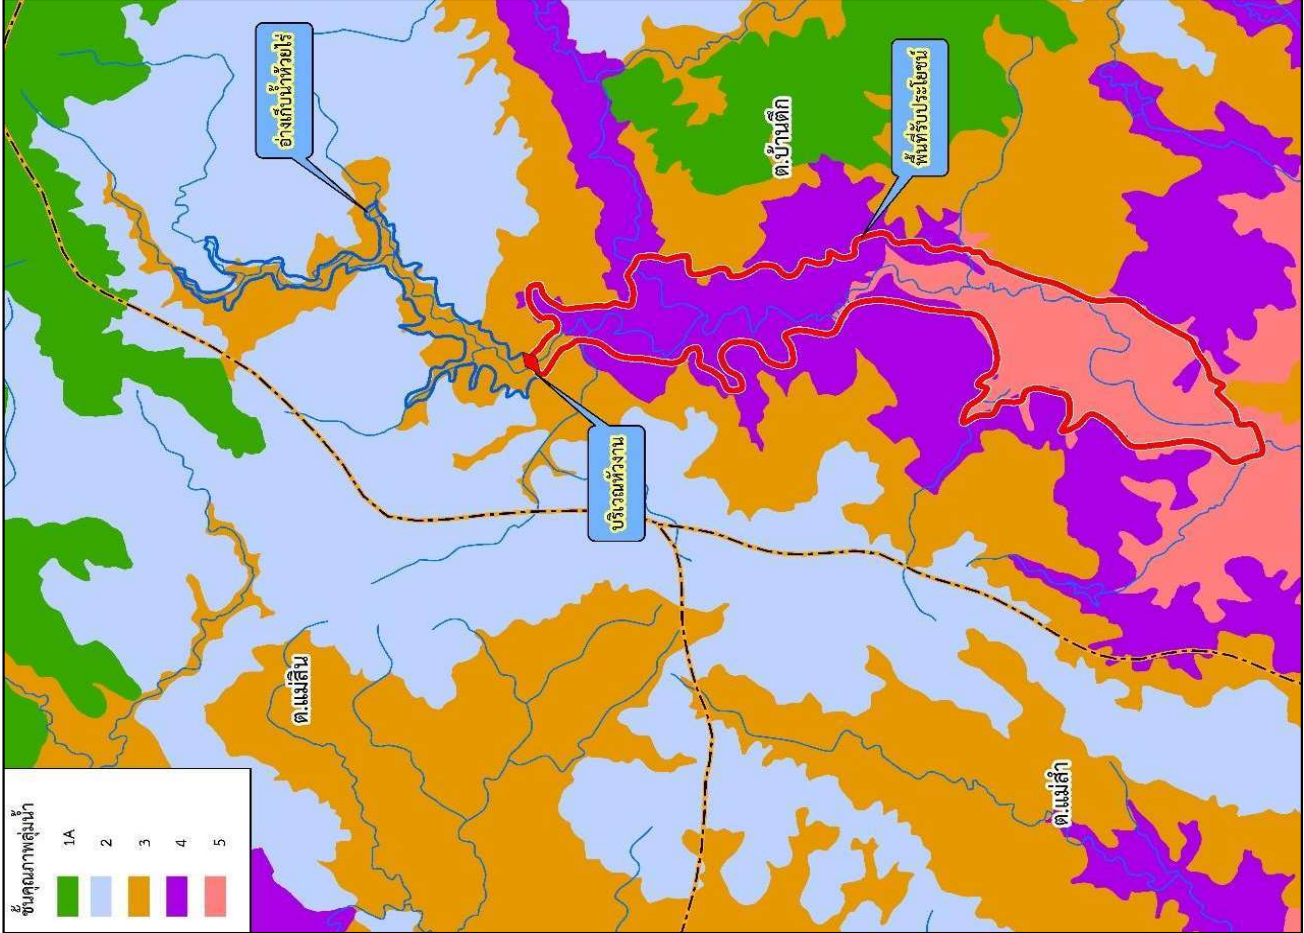 ชั้นคุณภาพลุ่มน้ำ
1A
2
3
4
5
อ่างเก็บน้ำห้วยไร่
พื้นที่รับประโยชน์
ต.บ้านตึก
บริเวณหัวงาน
ต.แม่สิน
ต.แม่สำ